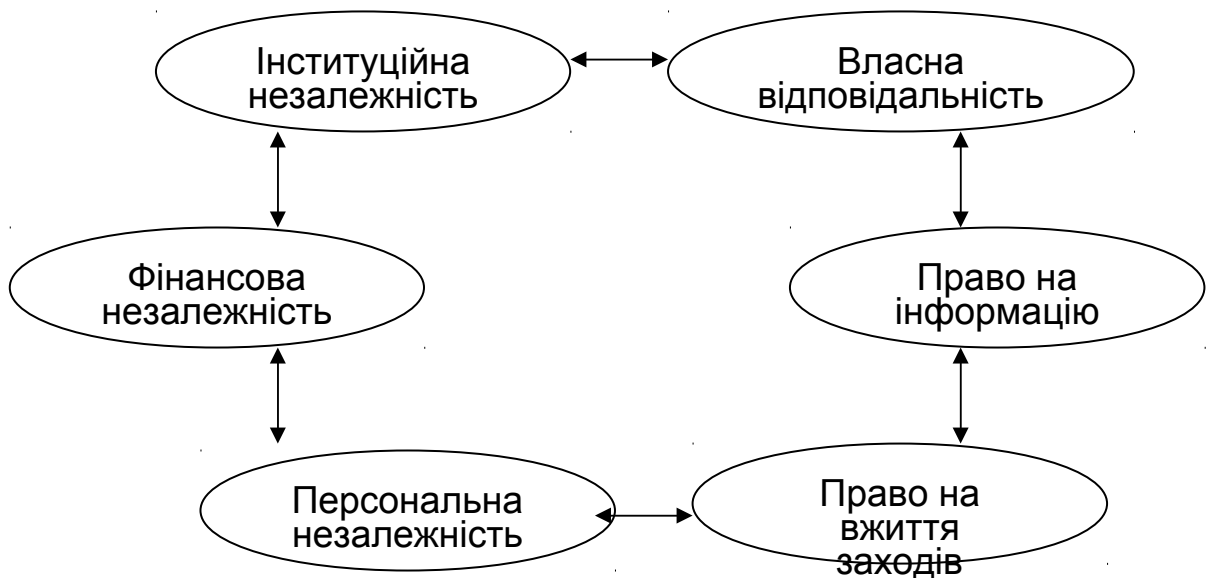 Інституційна
незалежність
Власна
відповідальність
Фінансова
незалежність
Право на
інформацію
Персональна
незалежність
Право на
вжиття
заходів